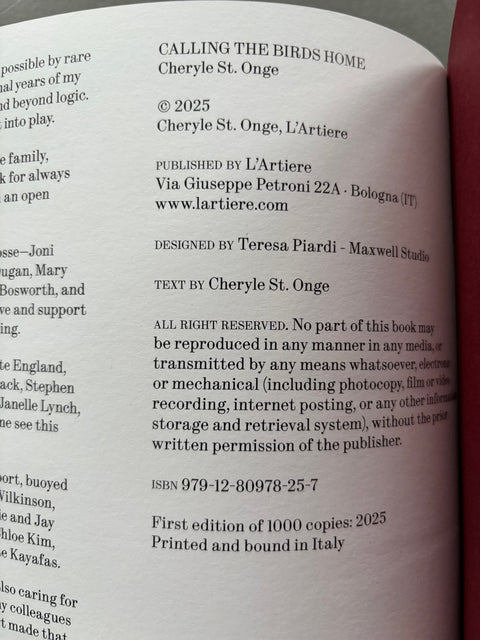 possible by rare
nal years of my
nd beyond logic.
into play.
e family,
k for always
an open
osse—Joni
ugan, Mary
Bosworth, and
ve and support
ing.
te England,
ack, Stephen
Janelle Lynch,
ne see this
port, buoyed
Wilkinson,
ie and Jay
hloe Kim,
e Kayafas.
lso caring for
y colleagues
t made that
CALLING THE BIRDS HOME
Cheryle St. Onge
© 2025
Cheryle St. Onge, L'Artiere
PUBLISHED BY L'Artiere
Via Giuseppe Petroni 22A · Bologna (IT)
www.lartiere.com
DESIGNED BY Teresa Piardi - Maxwell Studio
TEXT BY Cheryle St. Onge
ALL RIGHT RESERVED. No part of this book may
be reproduced in any manner in any media, or
transmitted by any means whatsoever, electronic
or mechanical (including photocopy, film or video
recording, internet posting, or any other information
storage and retrieval system), without the prior
written permission of the publisher.
ISBN 979-12-80978-25-7
First edition of 1000 copies: 2025
Printed and bound in Italy